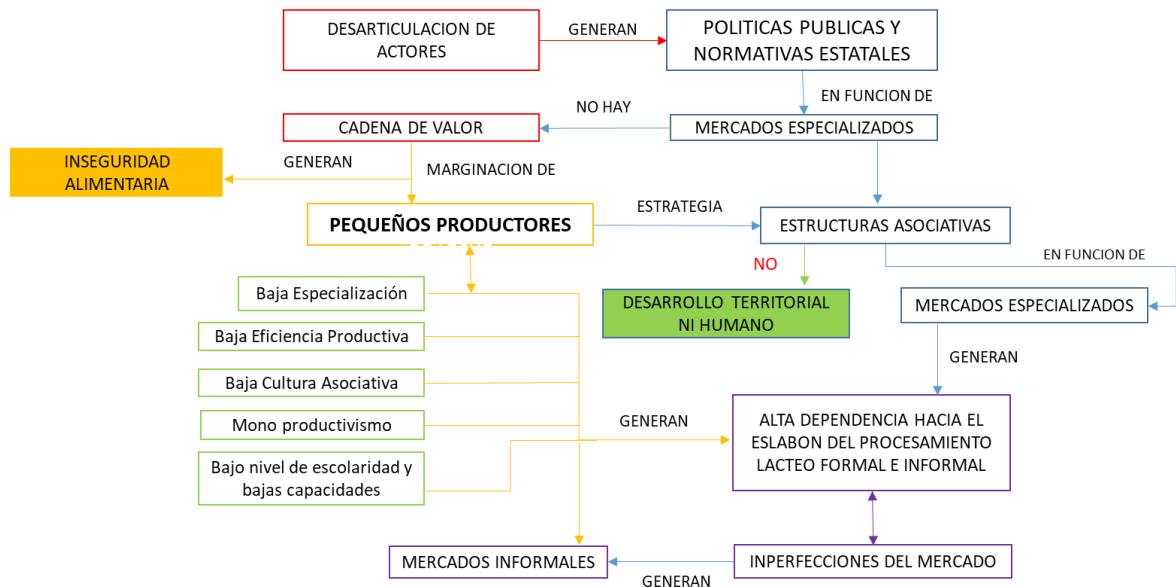 DESARTICULACION DE
ACTORES
GENERAN
POLITICAS PUBLICAS Y
NORMATIVAS ESTATALES
EN FUNCION DE
NO HAY
CADENA DE VALOR
MERCADOS ESPECIALIZADOS
INSEGURIDAD
ALIMENTARIA
GENERAN
MARGINACION DE
PEQUEÑOS PRODUCTORES
ESTRATEGIA
ESTRUCTURAS ASOCIATIVAS
NO
EN FUNCION DE
Baja Especialización
DESARROLLO TERRITORIAL
NI HUMANO
MERCADOS ESPECIALIZADOS
Baja Eficiencia Productiva
GENERAN
Baja Cultura Asociativa
Mono productivismo
GENERAN
ALTA DEPENDENCIA HACIA EL
ESLABON DEL PROCESAMIENTO
LACTEO FORMAL E INFORMAL
Bajo nivel de escolaridad y
bajas capacidades
MERCADOS INFORMALES
INPERFECCIONES DEL MERCADO
GENERAN